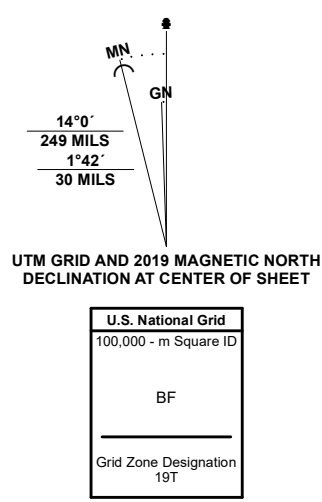 MN
GN
14°0´
249 MILS
1°42´
30 MILS
UTM GRID AND 2019 MAGNETIC NORTH
DECLINATION AT CENTER OF SHEET
U.S. National Grid
100,000 - m Square ID
BF
Grid Zone Designation
19T